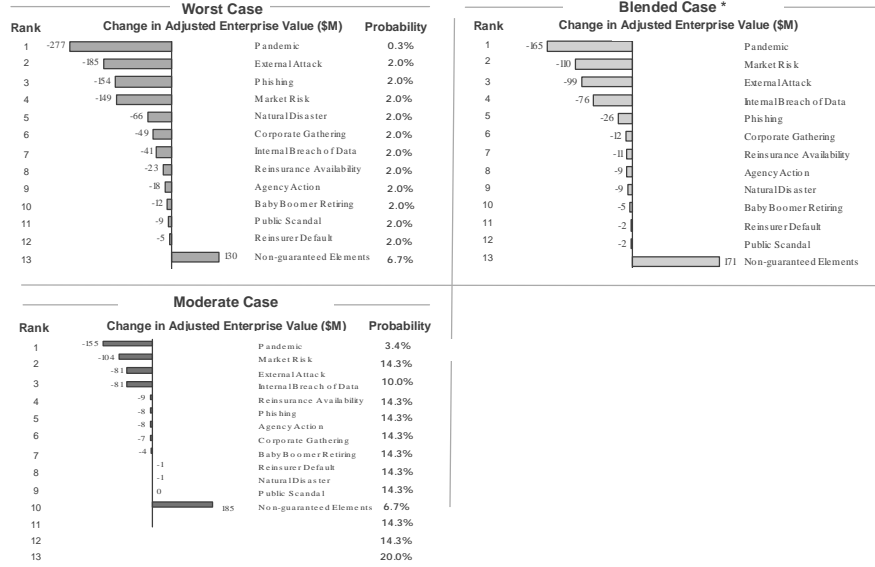 Worst Case
Rank Change in Adjusted Enterprise Value ($M) Probability
1 -277 Pandemic 0.3%
2 -185 External Attack 2.0%
3 -154 Phishing 2.0%
4 -149 Market Risk 2.0%
5 -66 Natural Disaster 2.0%
6 -49 Corporate Gathering 2.0%
7 -41 Internal Breach of Data 2.0%
8 -23 Reinsurance Availability 2.0%
9 -18 Agency Action 2.0%
10 -12 Baby Boomer Retiring 2.0%
11 -9 Public Scandal 2.0%
12 -5 Reinsurer Default 2.0%
13 130 Non-guaranteed Elements 6.7%
Blended Case *
Rank Change in Adjusted Enterprise Value ($M)
1 -165 Pandemic
2 -110 Market Risk
3 -99 External Attack
4 -76 Internal Breach of Data
5 -26 Phishing
6 -12 Corporate Gathering
7 -11 Reinsurance Availability
8 -9 Agency Action
9 -9 Natural Disaster
10 -5 Baby Boomer Retiring
11 -2 Reinsurer Default
12 -2 Public Scandal
13 171 Non-guaranteed Elements
Moderate Case
Rank Change in Adjusted Enterprise Value ($M) Probability
1 -155 Pandemic 3.4%
2 -104 Market Risk 14.3%
-81 External Attack
3 -81 Internal Breach of Data 10.0%
4 -9 Reinsurance Availability 14.3%
5 -8 Phishing 14.3%
-8 Agency Action
6 -7 Corporate Gathering 14.3%
7 -4 Baby Boomer Retiring 14.3%
8 -1 Reinsurer Default 14.3%
-1 Natural Disaster
9 0 Public Scandal 14.3%
10 185 Non-guaranteed Elements 6.7%
11 14.3%
12 14.3%
13 20.0%